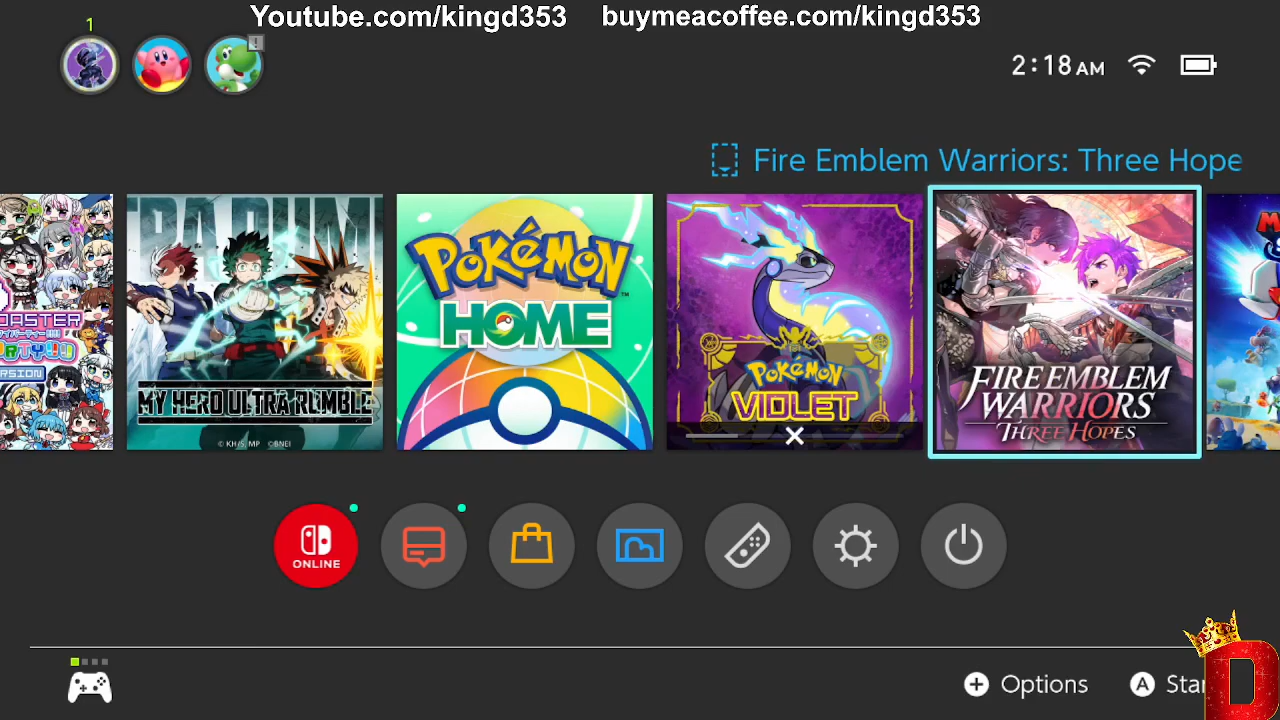 Youtube.com/kingd353 buymeacoffee.com/kingd353
1
2:18 AM
Fire Emblem Warriors: Three Hope
MY HERO ULTRA RUMBLE
© KH/S, MP ©BNEI
POKéMON
HOME
POKéMON
VIOLET
FIRE EMBLEM
WARRIORS
THREE HOPES
ONLINE
+ Options
A Star
D